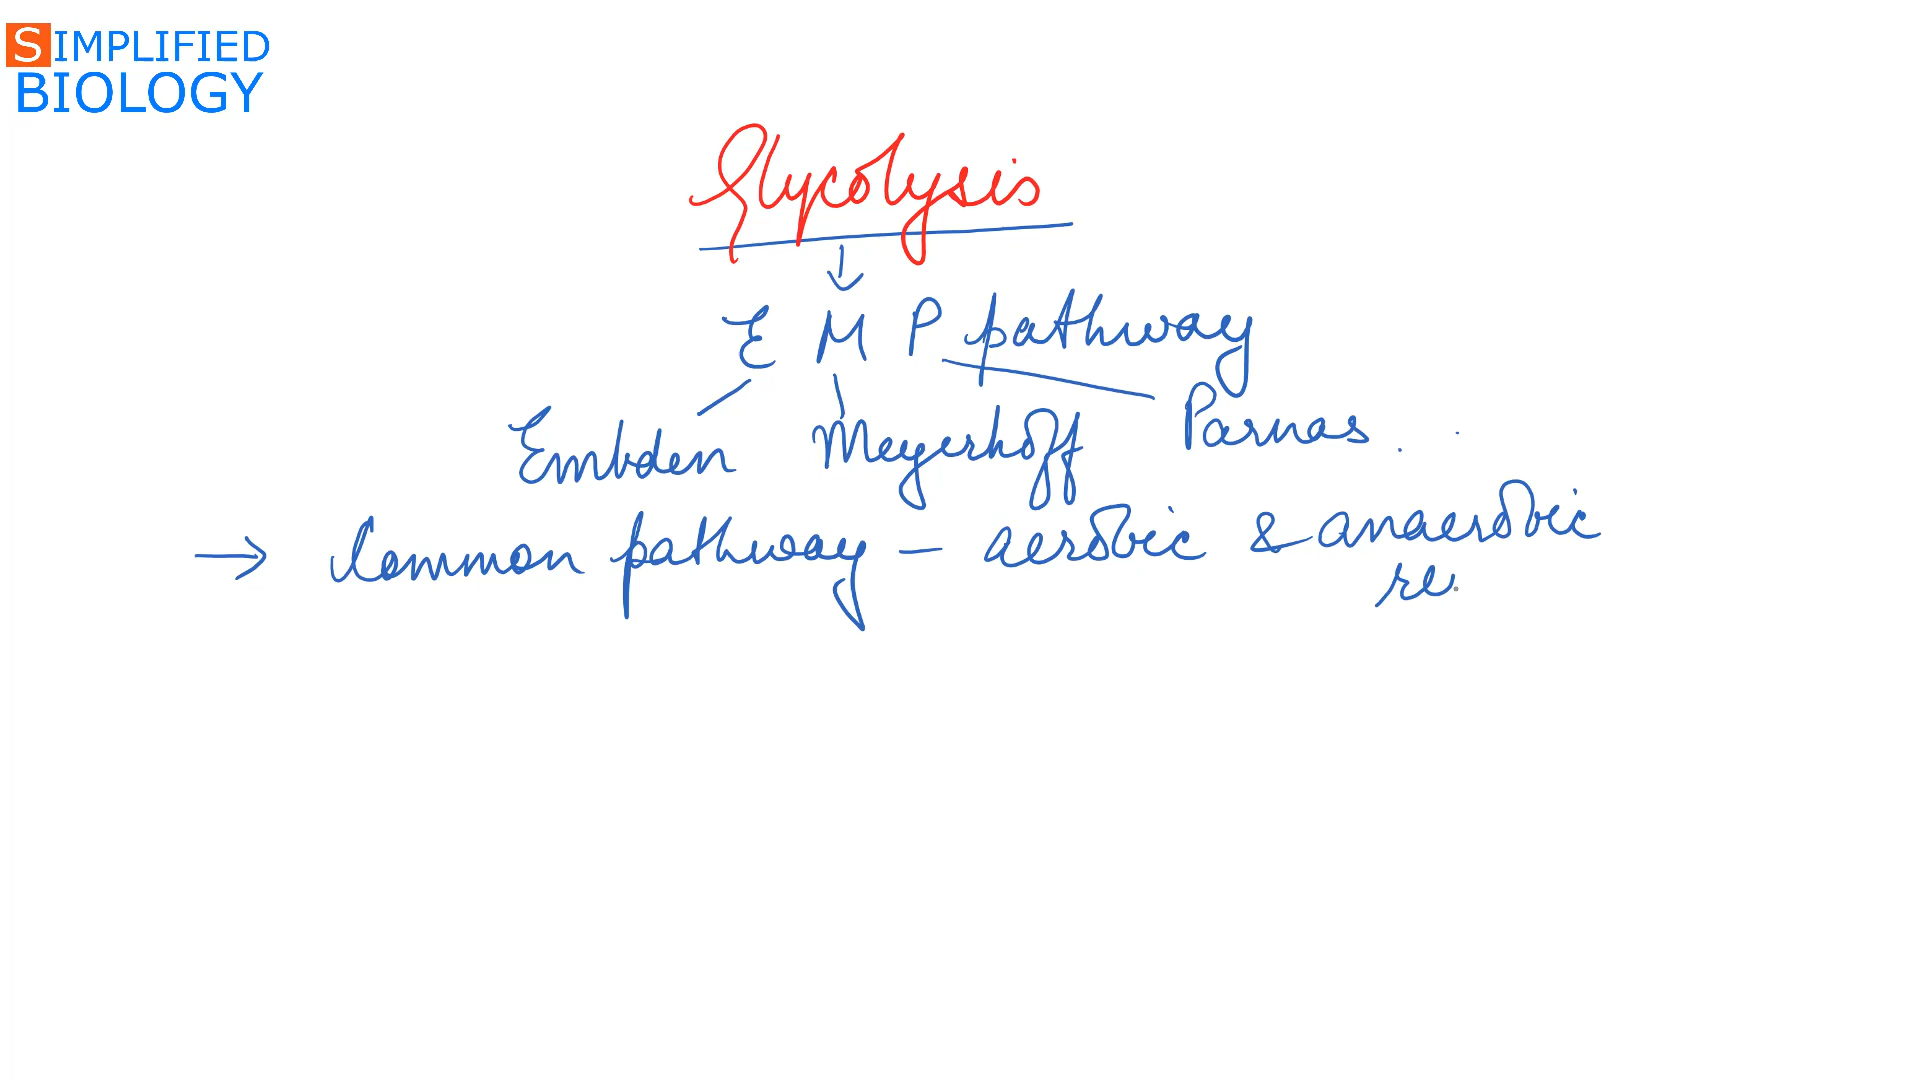 SIMPLIFIED
BIOLOGY
Glycolysis
E M P pathway
Embden Meyerhoff Parnas.
→ Common pathway – aerobic & anaerobic
re